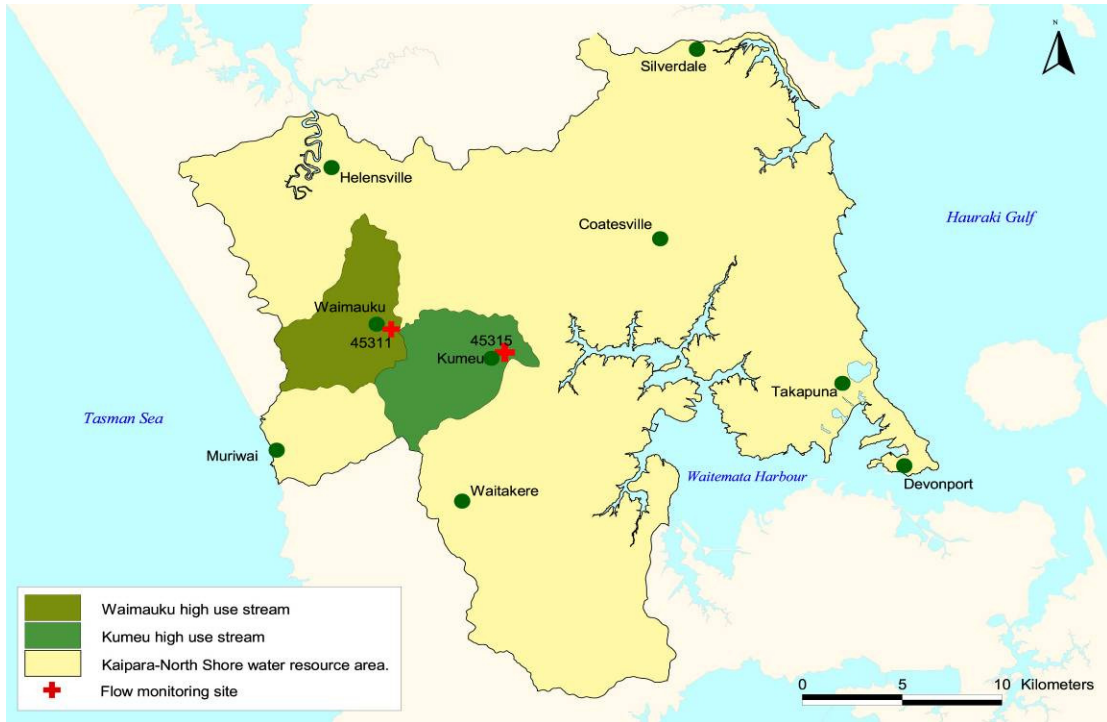 N
Silverdale
Helensville
Hauraki Gulf
Coatesville
Waimauku
45311
45315
Kumeu
Takapuna
Tasman Sea
Muriwai
Waitemata Harbour
Devonport
Waitakere
Waimauku high use stream
Kumeu high use stream
Kaipara-North Shore water resource area.
Flow monitoring site
0 5 10 Kilometers